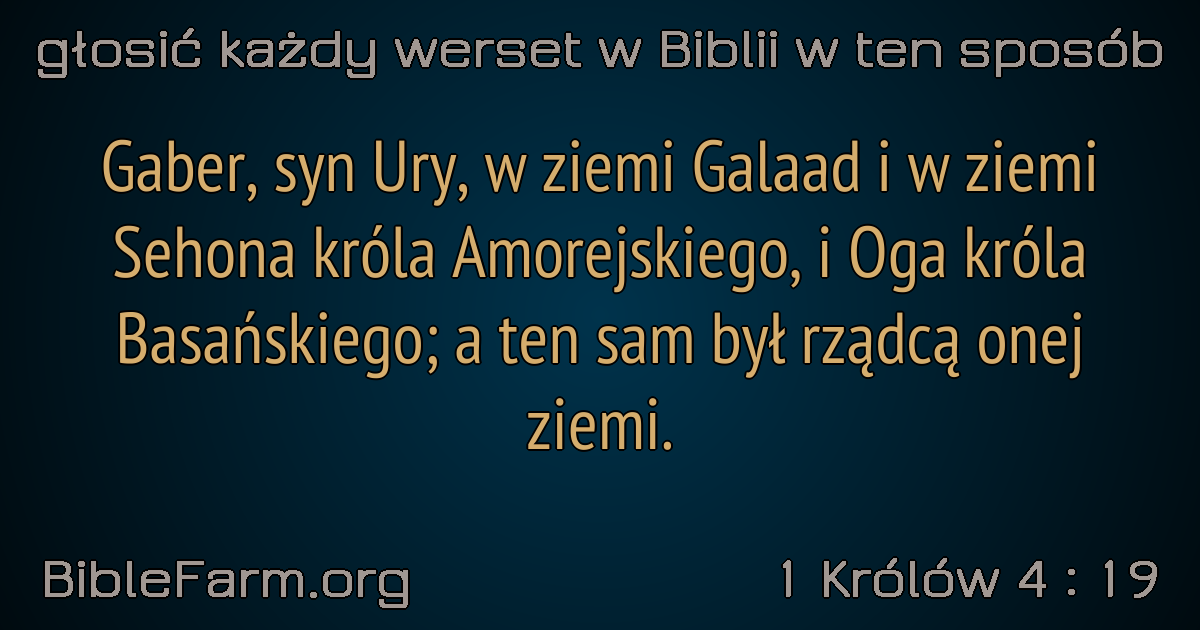 głosić każdy werset w Biblii w ten sposób
Gaber, syn Ury, w ziemi Galaad i w ziemi
Sehona króla Amorejskiego, i Oga króla
Basańskiego; a ten sam był rządcą onej
ziemi.
BibleFarm.org
1 Królów 4 : 19